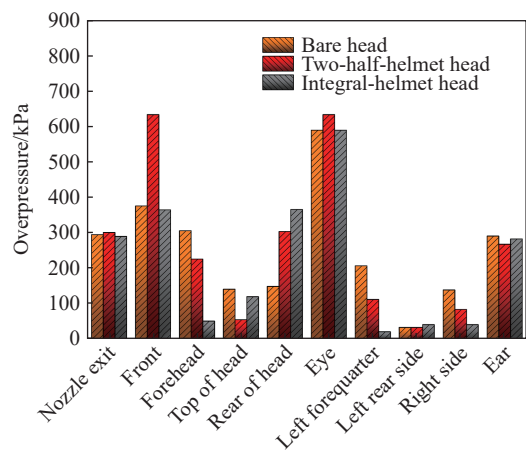 900
800
700
600
500
400
300
200
100
0
Overpressure/kPa
Bare head
Two-half-helmet head
Integral-helmet head
Nozzle exit
Front
Forehead
Top of head
Rear of head
Eye
Left forequarter
Left rear side
Right side
Ear